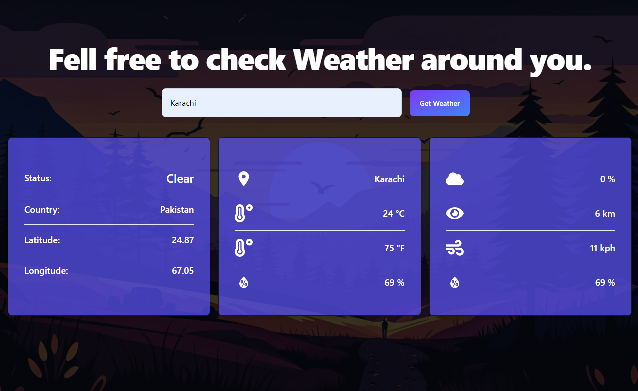 Fell free to check Weather around you.
Karachi
Get Weather
Status: Clear
Country: Pakistan
Latitude: 24.87
Longitude: 67.05
Karachi
24 °C
75 °F
69 %
0 %
6 km
11 kph
69 %